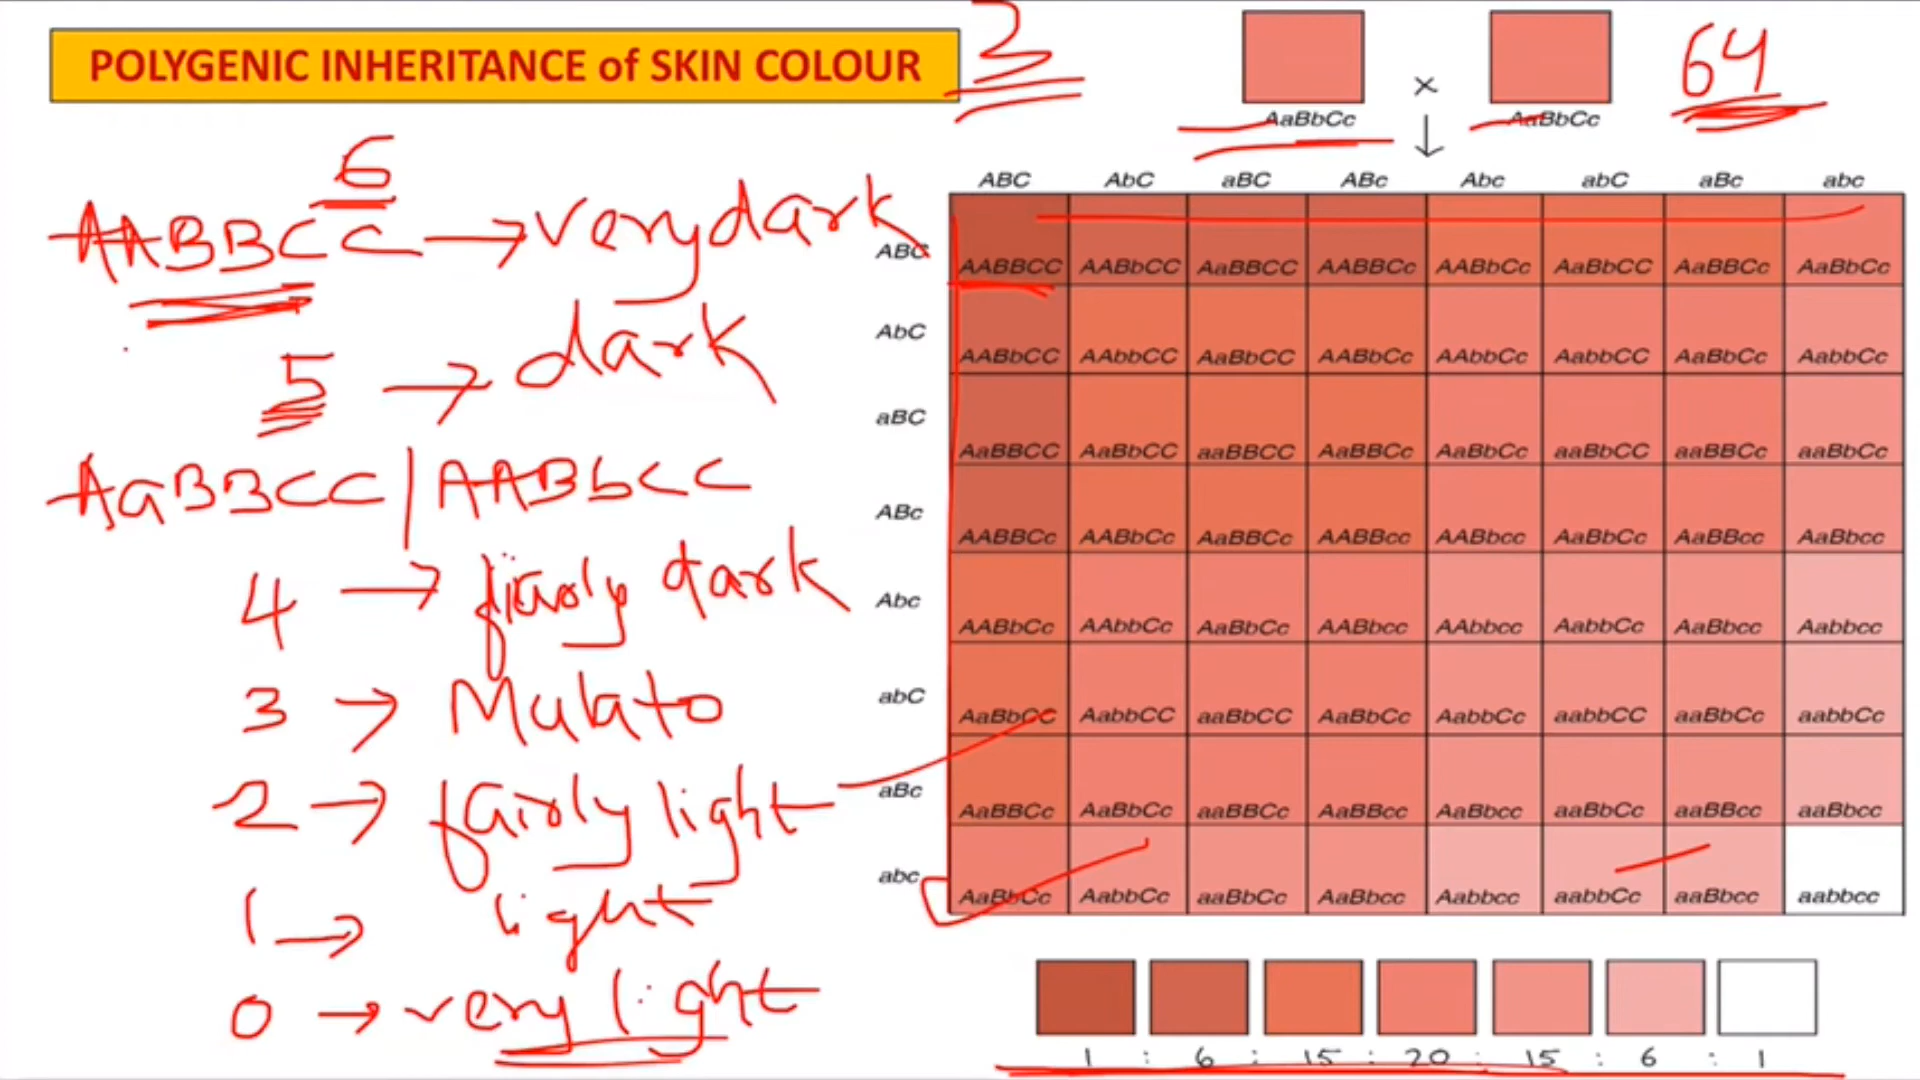 POLYGENIC INHERITANCE of SKIN COLOUR
3
64
×
AaBbCc AaBbCc
6
AABBCC → very dark
5 → dark
AaBBCC | AABbCC
4 → fairly dark
3 → Mulato
2 → fairly light
1 → light
0 → very light
ABC AbC aBC ABc Abc abC aBc abc
ABC AABBCC AABbCC AaBBCC AABBCc AABbCc AaBbCC AaBBCc AaBbCc
AbC AABbCC AAbbCC AaBbCC AABbCc AAbbCc AabbCC AaBbCc AabbCc
aBC AaBBCC AaBbCC aaBBCC AaBBCc AaBbCc aaBbCC aaBBCc aaBbCc
ABc AABBCc AABbCc AaBBCc AABBcc AABbcc AaBbCc AaBBcc AaBbcc
Abc AABbCc AAbbCc AaBbCc AABbcc AAbbcc AabbCc AaBbcc Aabbcc
abC AaBbCC AabbCC aaBbCC AaBbCc AabbCc aabbCC aaBbCc aabbCc
aBc AaBBCc AaBbCc aaBBCc AaBBcc AaBbcc aaBbCc aaBBcc aaBbcc
abc AaBbCc AabbCc aaBbCc AaBbcc Aabbcc aabbCc aaBbcc aabbcc
1 : 6 : 15 : 20 : 15 : 6 : 1